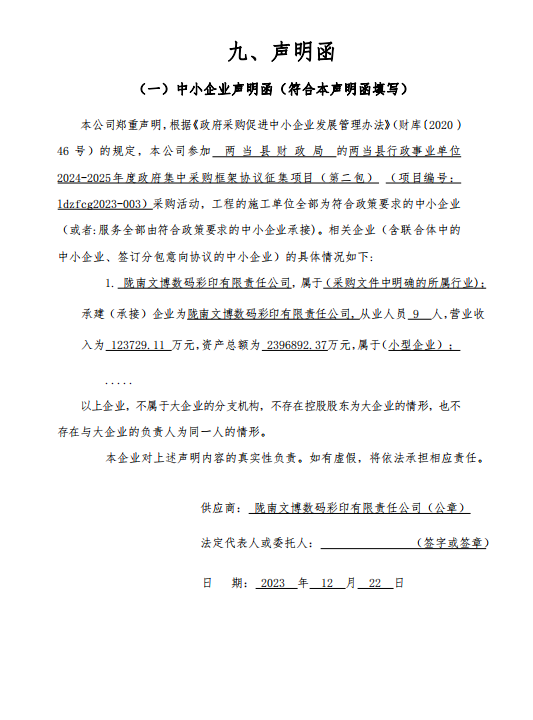 九、声明函
（一）中小企业声明函（符合本声明函填写）
本公司郑重声明,根据《政府采购促进中小企业发展管理办法》（财库〔2020）
46 号）的规定，本公司参加 两当县财政局 的两当县行政事业单位
2024-2025年度政府集中采购框架协议征集项目（第二包）（项目编号：
ldzfcg2023-003）采购活动，工程的施工单位全部为符合政策要求的中小企业
（或者:服务全部由符合政策要求的中小企业承接)。相关企业（含联合体中的
中小企业、签订分包意向协议的中小企业）的具体情况如下：
1. 陇南文博数码彩印有限责任公司，属于（采购文件中明确的所属行业）；
承建（承接）企业为陇南文博数码彩印有限责任公司，从业人员 9 人,营业收
入为 123729.11 万元,资产总额为 2396892.37万元,属于(小型企业）；
.....
以上企业，不属于大企业的分支机构，不存在控股股东为大企业的情形，也不
存在与大企业的负责人为同一人的情形。
本企业对上述声明内容的真实性负责。如有虚假，将依法承担相应责任。
供应商： 陇南文博数码彩印有限责任公司（公章）
法定代表人或委托人： （签字或签章）
日 期： 2023 年 12 月 22 日